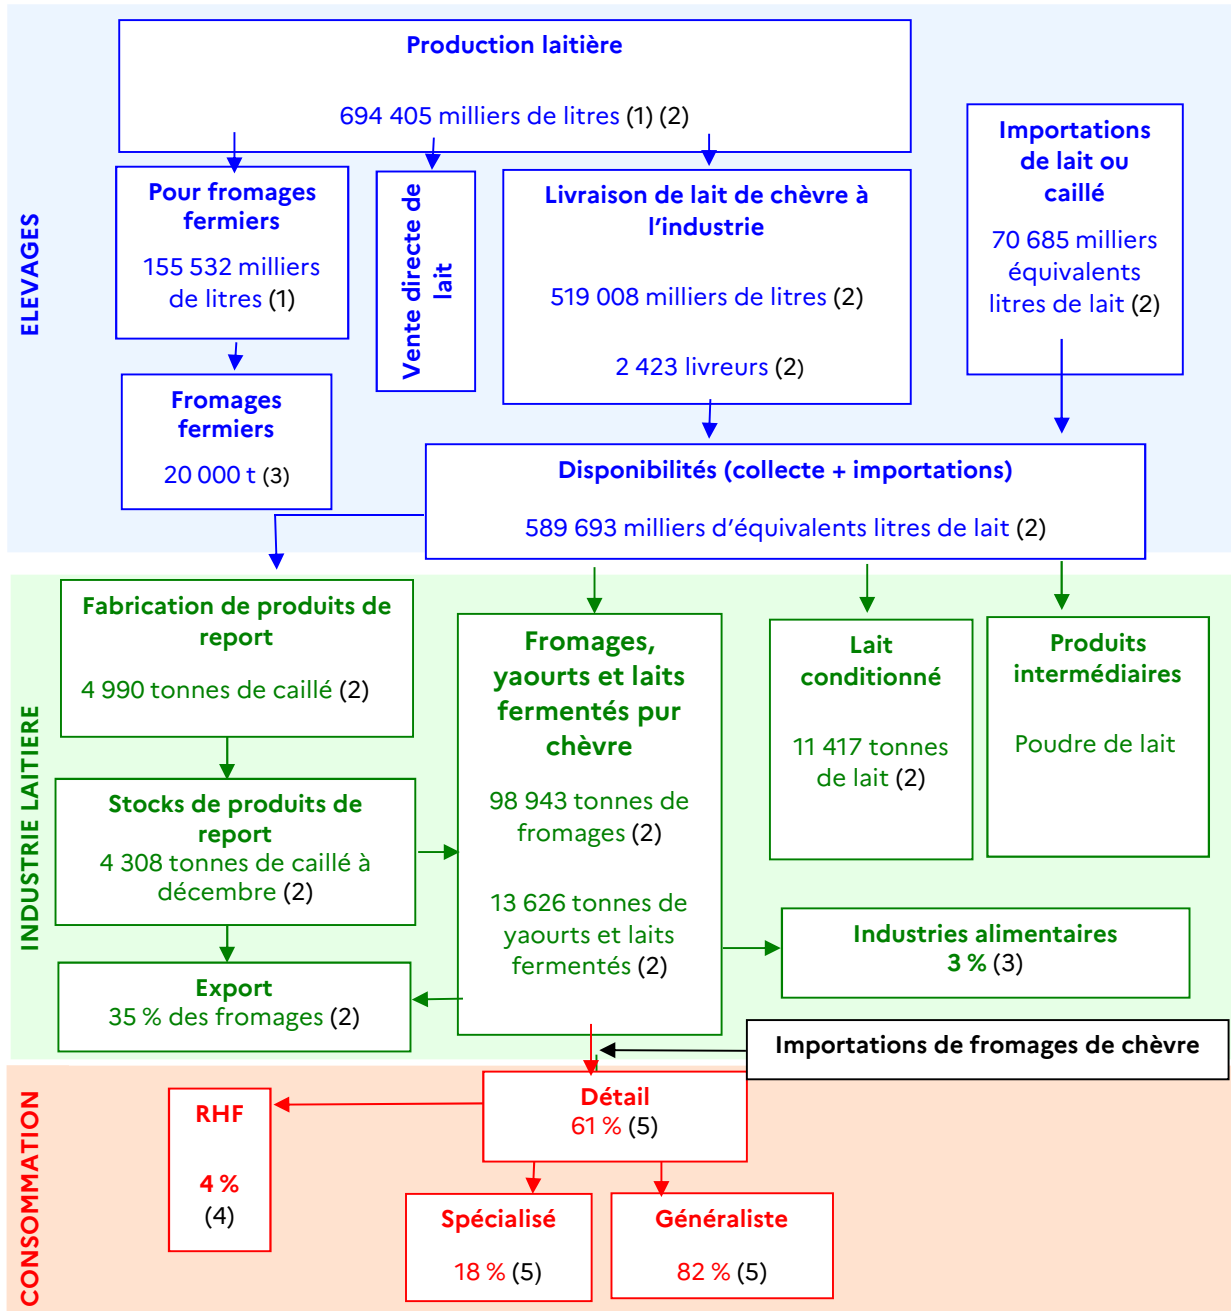 ELEVAGES
Production laitière
694 405 milliers de litres (1) (2)
Pour fromages
fermiers
155 532 milliers
de litres (1)
Fromages
fermiers
20 000 t (3)
Vente directe de
lait
Livraison de lait de chèvre à
l'industrie
519 008 milliers de litres (2)
2 423 livreurs (2)
Importations
de lait ou
caillé
70 685 milliers
équivalents
litres de lait (2)
Disponibilités (collecte + importations)
589 693 milliers d'équivalents litres de lait (2)
INDUSTRIE LAITIERE
Fabrication de produits de
report
4 990 tonnes de caillé (2)
Stocks de produits de
report
4 308 tonnes de caillé à
décembre (2)
Export
35 % des fromages (2)
Fromages,
yaourts et laits
fermentés pur
chèvre
98 943 tonnes de
fromages (2)
13 626 tonnes de
yaourts et laits
fermentés (2)
Lait
conditionné
11 417 tonnes
de lait (2)
Produits
intermédiaires
Poudre de lait
Industries alimentaires
3 % (3)
Importations de fromages de chèvre
CONSOMMATION
RHF
4 %
(4)
Détail
61 % (5)
Spécialisé
18 % (5)
Généraliste
82 % (5)